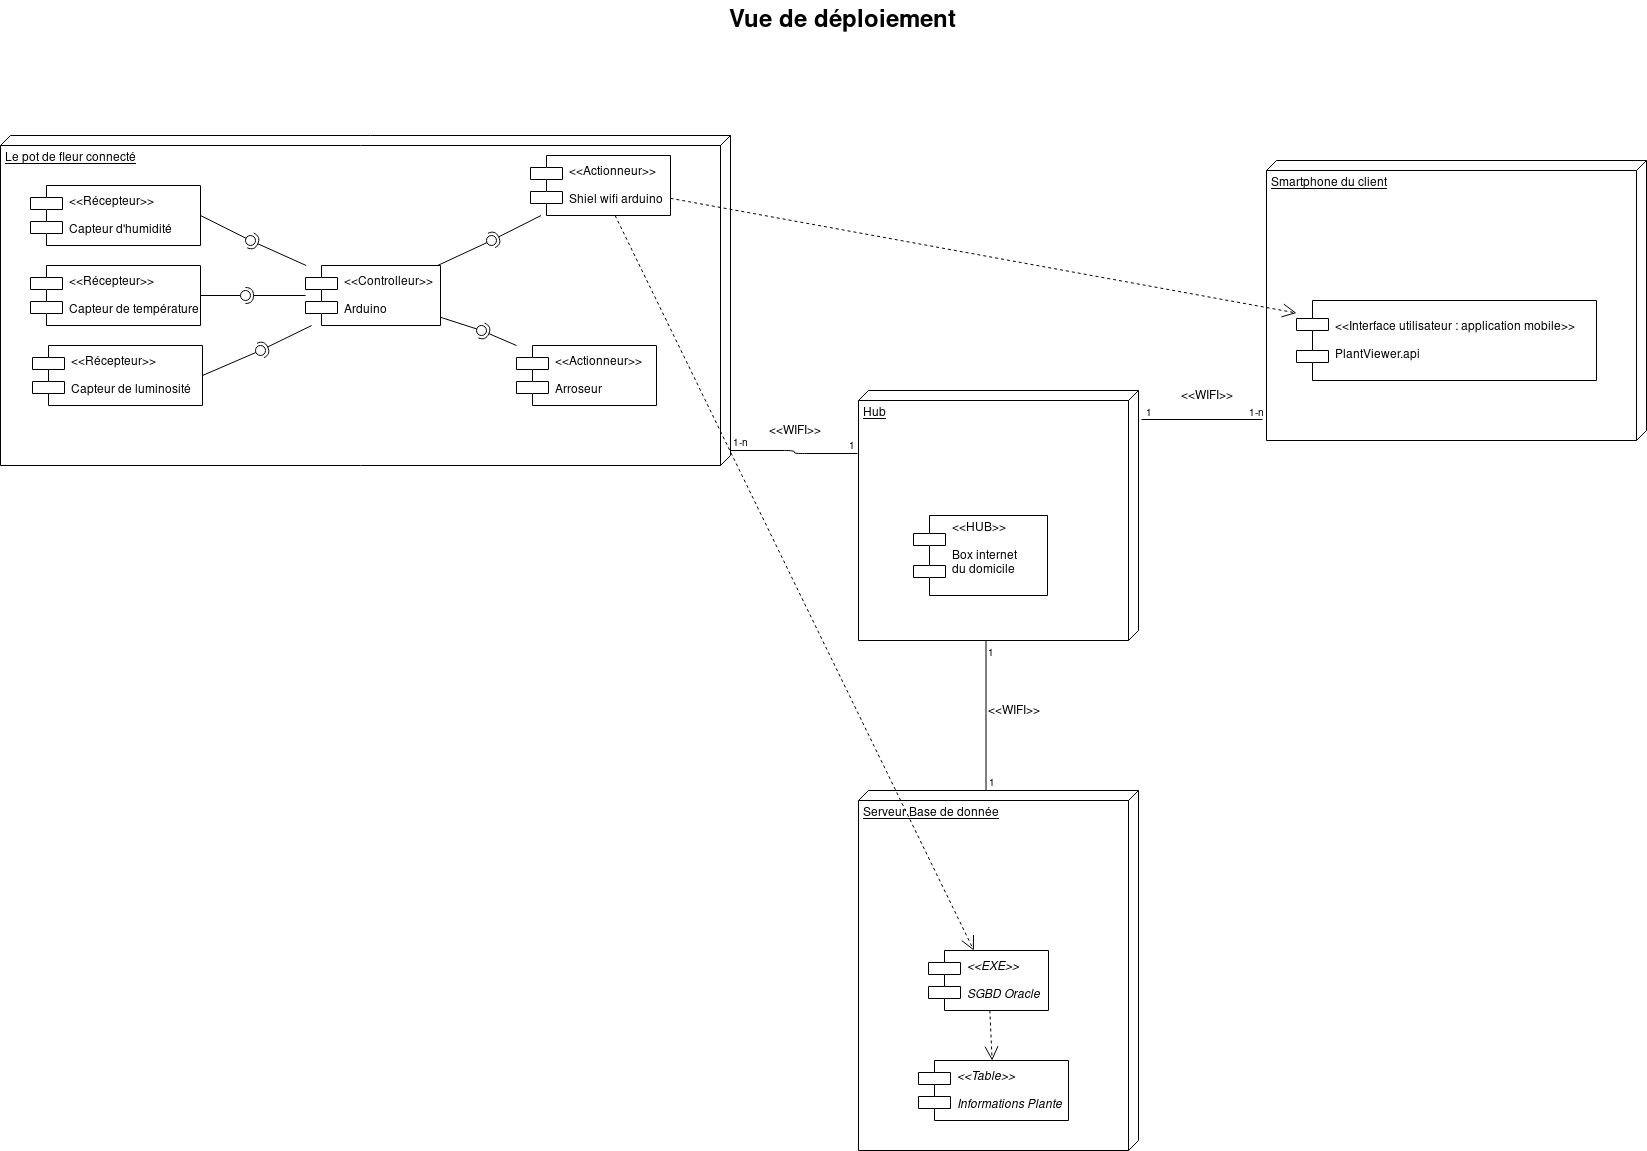 Vue de déploiement
Le pot de fleur connecté
<<Récepteur>>
Capteur d'humidité
<<Récepteur>>
Capteur de température
<<Récepteur>>
Capteur de luminosité
<<Controlleur>>
Arduino
<<Actionneur>>
Shiel wifi arduino
<<Actionneur>>
Arroseur
1-n
<<WIFI>>
1
Hub
<<HUB>>
Box internet
du domicile
1
<<WIFI>>
1-n
Smartphone du client
<<Interface utilisateur : application mobile>>
PlantViewer.api
1
<<WIFI>>
1
Serveur Base de donnée
<<EXE>>
SGBD Oracle
<<Table>>
Informations Plante